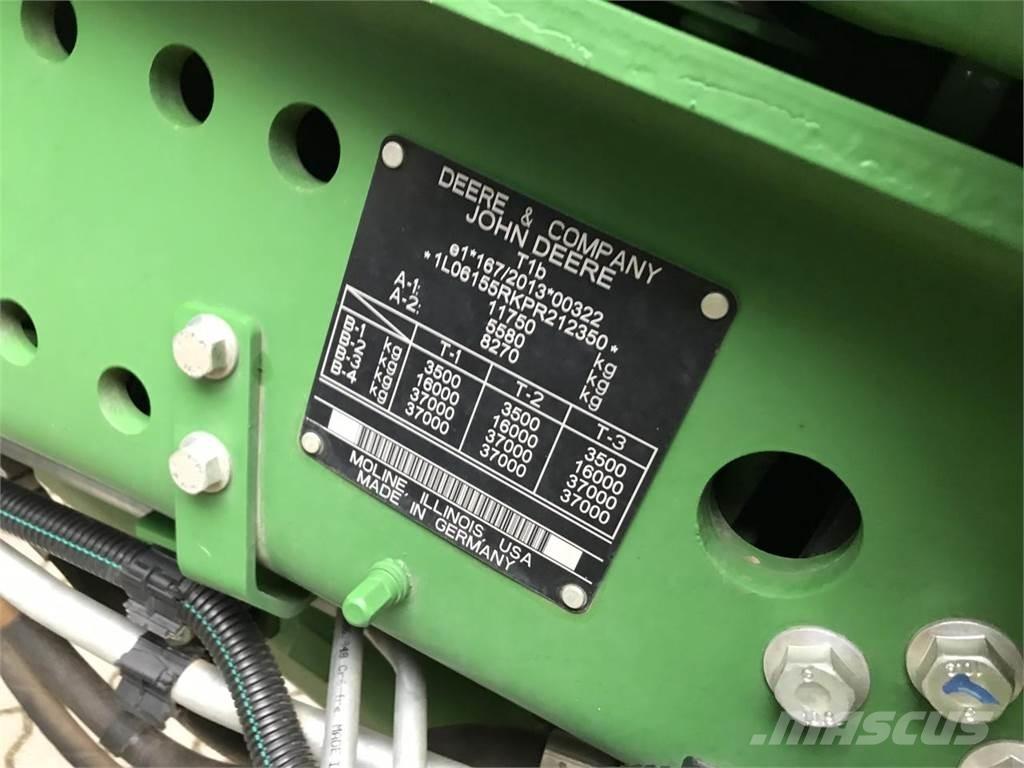 DEERE & COMPANY
JOHN DEERE
T1b
e1*167/2013*00322
*1L06155RKPR212350*
11750 kg
A-1: 5580 kg
A-2: 8270 kg
T-1 T-2 T-3
B-1 kg 3500 3500 3500
B-2 kg 16000 16000 16000
B-3 kg 37000 37000 37000
B-4 kg 37000 37000 37000
MOLINE, ILLINOIS, USA
MADE IN GERMANY
MASCUS